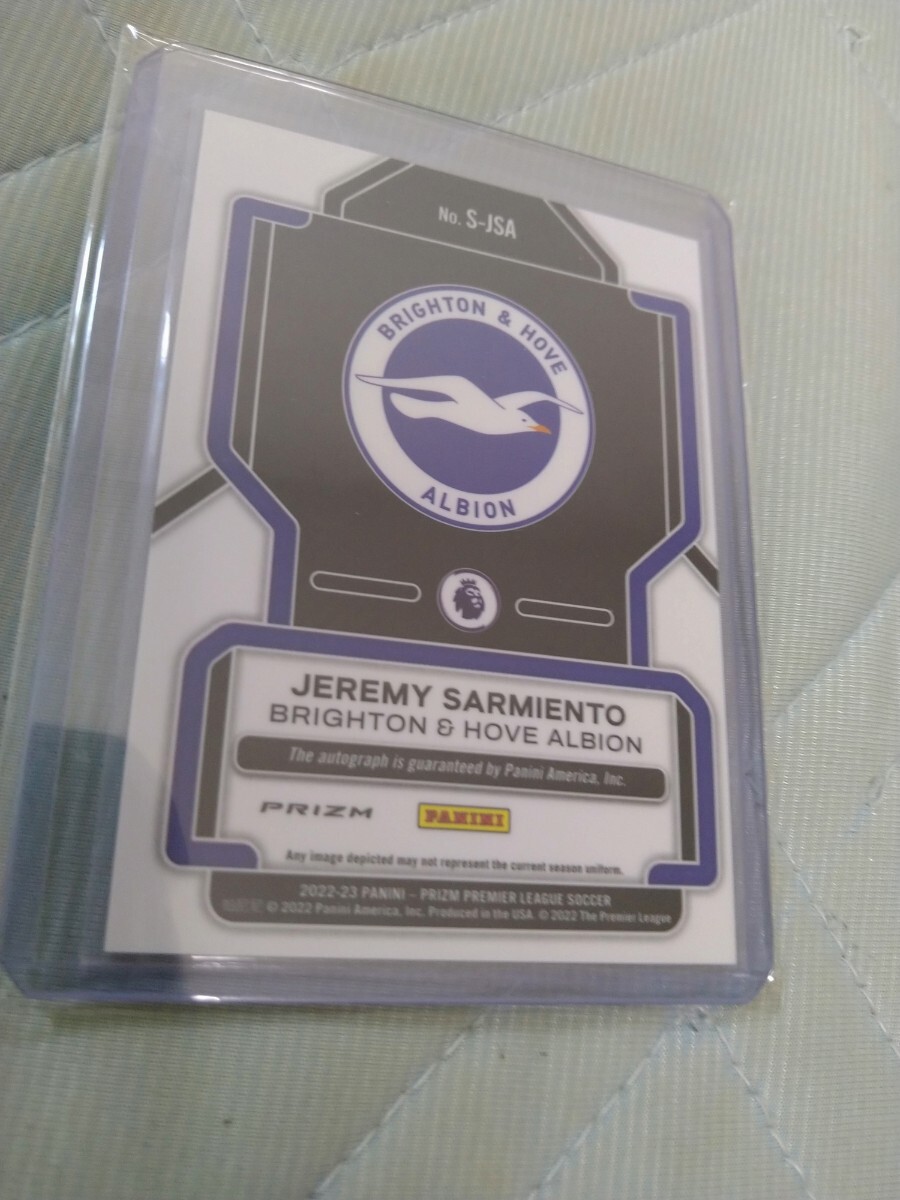 No. S-JSA
BRIGHTON & HOVE
ALBION
JEREMY SARMIENTO
BRIGHTON & HOVE ALBION
The autograph is guaranteed by Panini America, Inc.
PRIZM
PANINI
Any image depicted may not represent the current season uniform.
2022-23 PANINI – PRIZM PREMIER LEAGUE SOCCER
© 2022 Panini America, Inc. Produced in the USA. © 2022 The Premier League